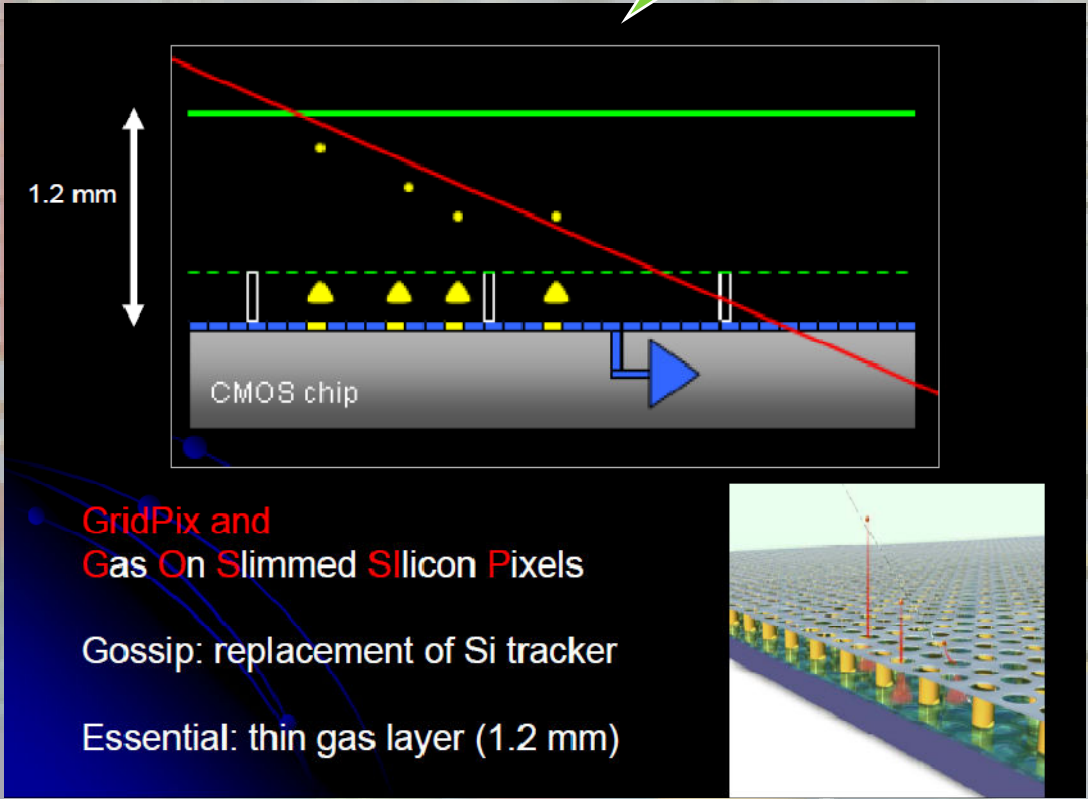 1.2 mm
CMOS chip
GridPix and
Gas On Slimmed SIlicon Pixels
Gossip: replacement of Si tracker
Essential: thin gas layer (1.2 mm)